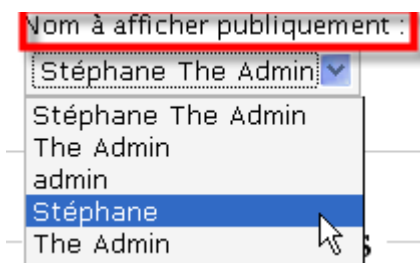 Nom à afficher publiquement :
Stéphane The Admin
Stéphane The Admin
The Admin
admin
Stéphane
The Admin